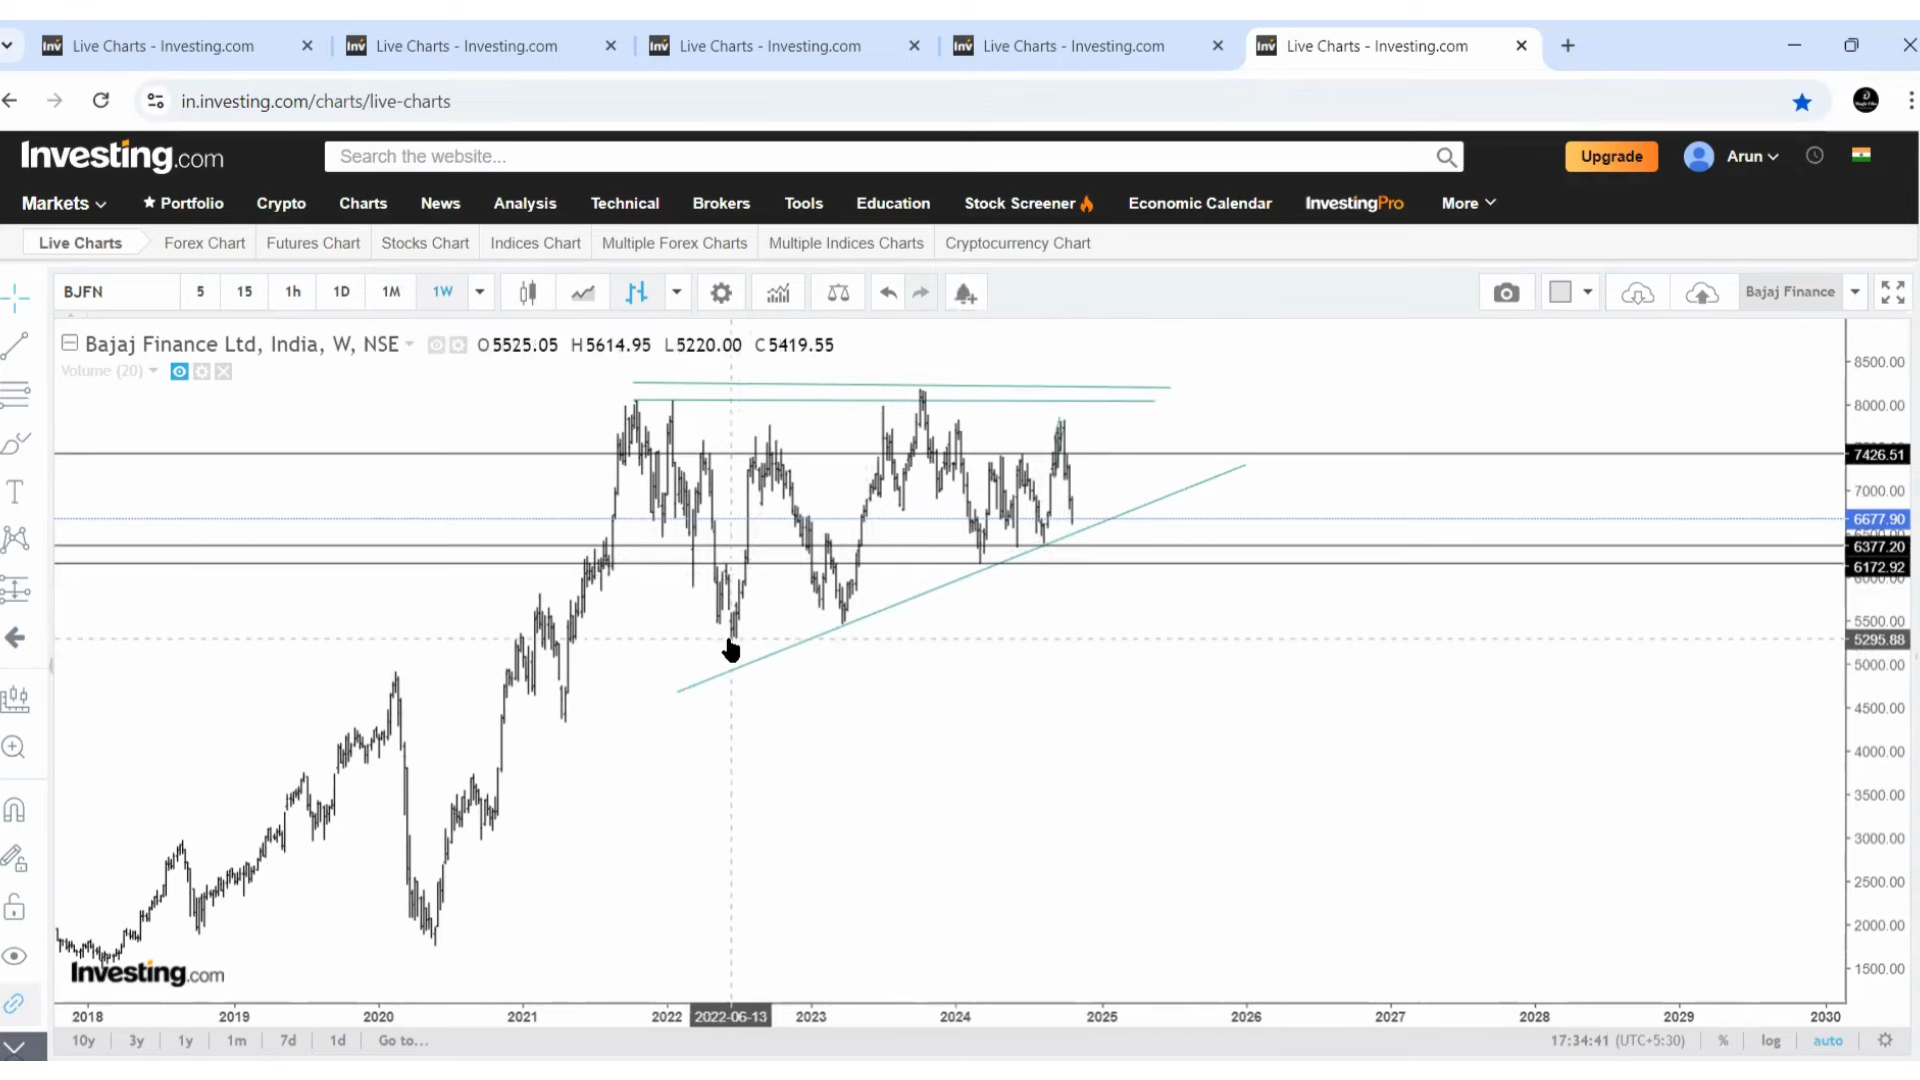 Live Charts - Investing.com
Live Charts - Investing.com
Live Charts - Investing.com
Live Charts - Investing.com
Live Charts - Investing.com
in.investing.com/charts/live-charts
Investing.com
Search the website...
Upgrade
Arun
Markets
Portfolio
Crypto
Charts
News
Analysis
Technical
Brokers
Tools
Education
Stock Screener
Economic Calendar
InvestingPro
More
Live Charts
Forex Chart
Futures Chart
Stocks Chart
Indices Chart
Multiple Forex Charts
Multiple Indices Charts
Cryptocurrency Chart
BJFN
5
15
1h
1D
1M
1W
Bajaj Finance
Bajaj Finance Ltd, India, W, NSE
O5525.05 H5614.95 L5220.00 C5419.55
Volume (20)
8500.00
8000.00
7426.51
7000.00
6677.90
6377.20
6172.92
6000.00
5500.00
5295.88
5000.00
4500.00
4000.00
3500.00
3000.00
2500.00
2000.00
1500.00
Investing.com
2018
2019
2020
2021
2022
2022-06-13
2023
2024
2025
2026
2027
2028
2029
2030
10y
3y
1y
1m
7d
1d
Go to...
17:34:41 (UTC+5:30)
%
log
auto